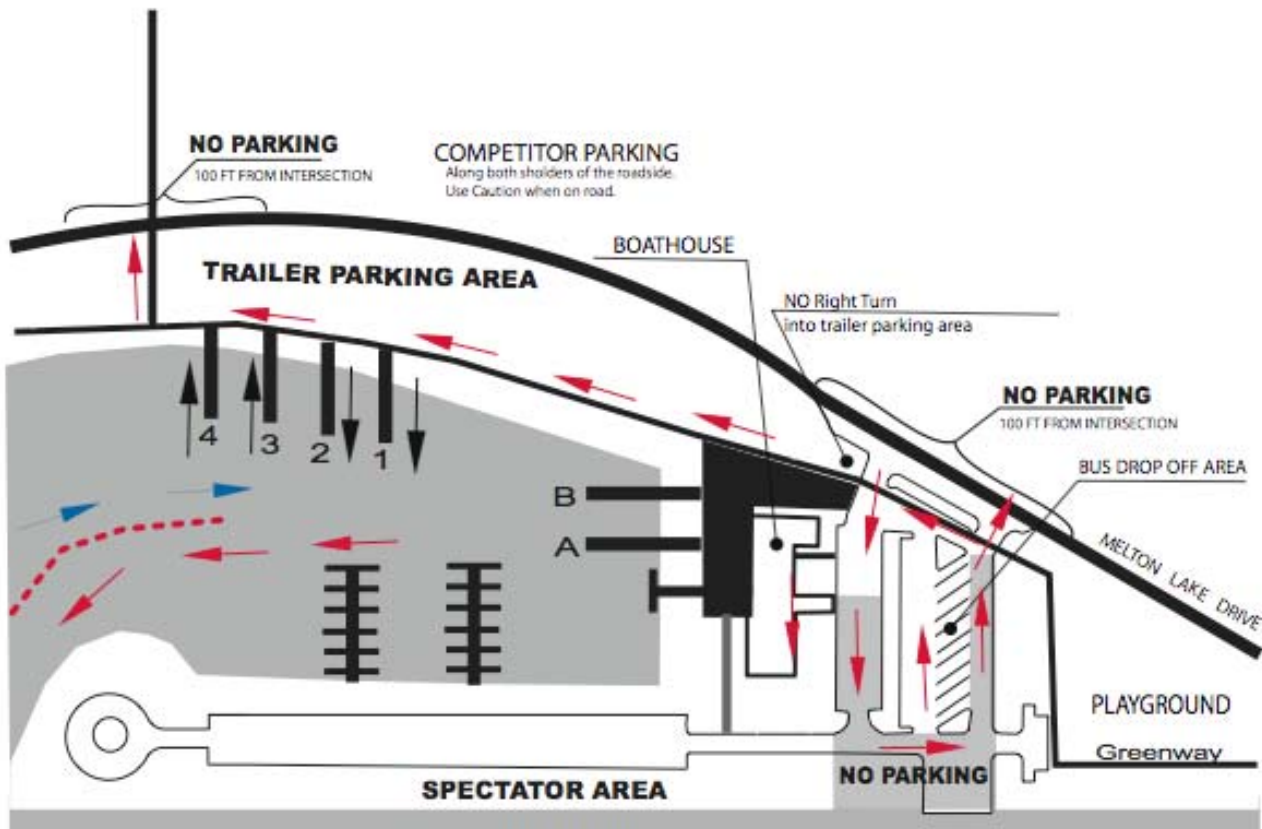 NO PARKING
100 FT FROM INTERSECTION
COMPETITOR PARKING
Along both sholders of the roadside.
Use Caution when on road.
BOATHOUSE
TRAILER PARKING AREA
NO Right Turn
into trailer parking area
NO PARKING
100 FT FROM INTERSECTION
BUS DROP OFF AREA
4
3
2
1
B
A
MELTON LAKE DRIVE
PLAYGROUND
Greenway
NO PARKING
SPECTATOR AREA